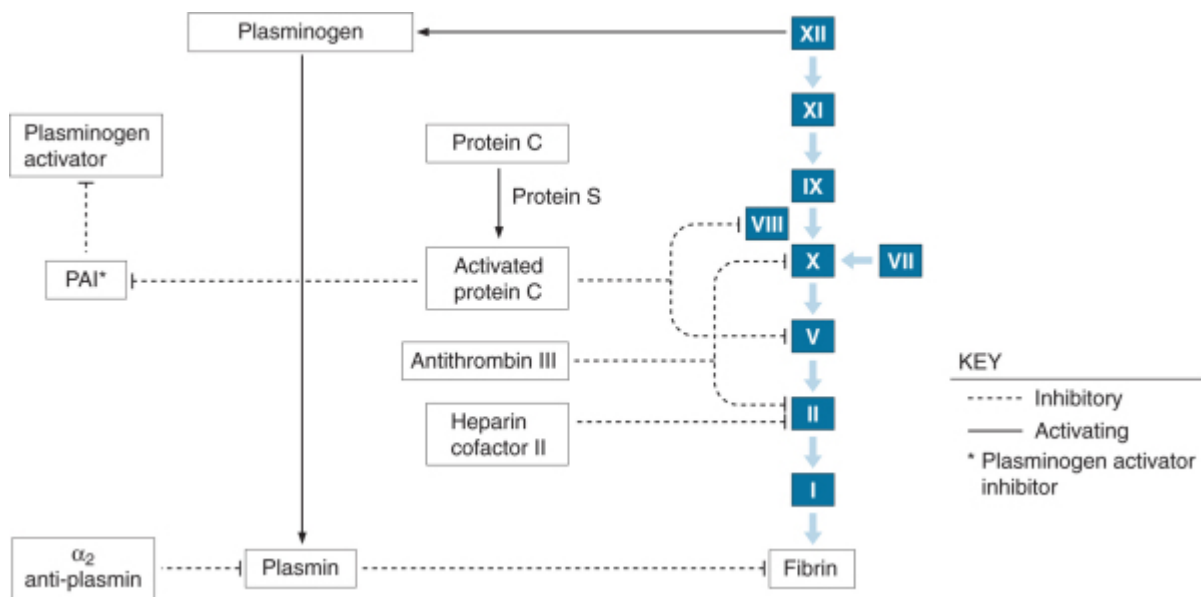 Plasminogen
XII
XI
Plasminogen
activator
Protein C
IX
Protein S
VIII
PAI*
Activated
protein C
X
VII
V
Antithrombin III
KEY
Inhibitory
Heparin
cofactor II
II
Activating
* Plasminogen activator
inhibitor
I
α2
anti-plasmin
Plasmin
Fibrin